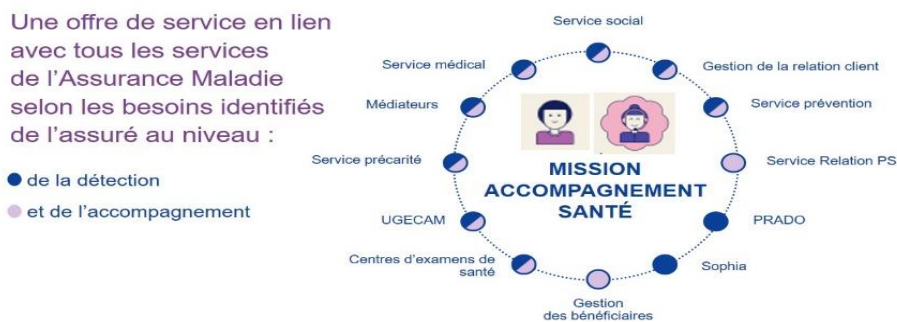 Une offre de service en lien
avec tous les services
de l'Assurance Maladie
selon les besoins identifiés
de l'assuré au niveau :
de la détection
et de l'accompagnement
Service social
Service médical
Gestion de la relation client
Médiateurs
Service prévention
Service précarité
Service Relation PS
MISSION
ACCOMPAGNEMENT
SANTÉ
UGECAM
PRADO
Centres d'examens de
santé
Sophia
Gestion
des bénéficiaires